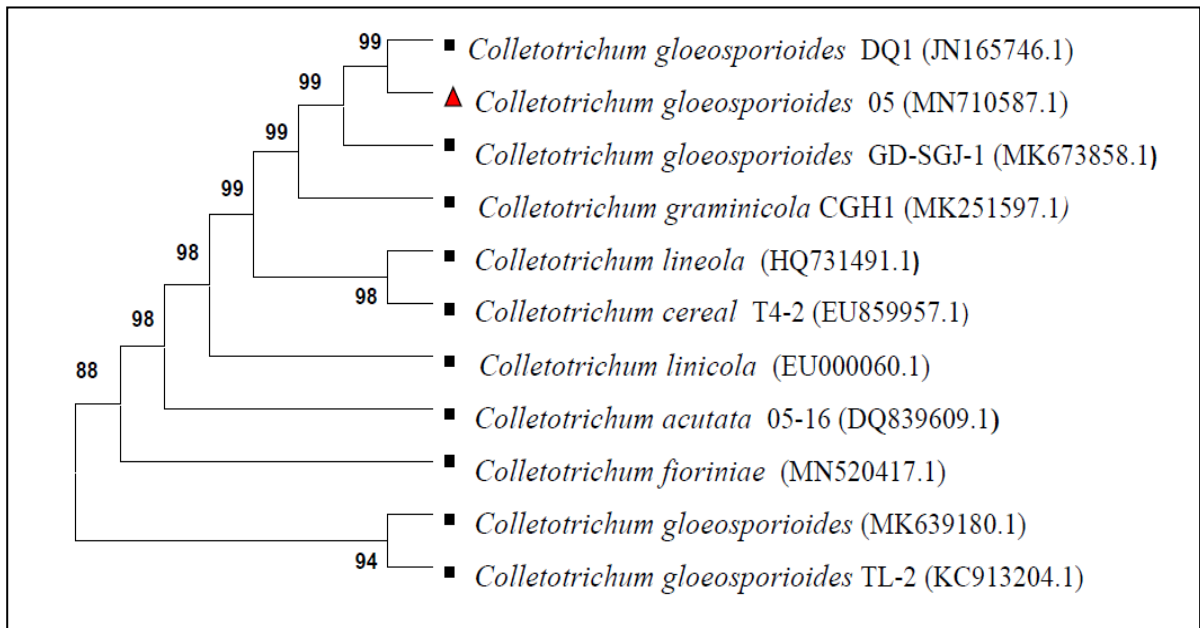 99
Colletotrichum gloeosporioides DQ1 (JN165746.1)
99
Colletotrichum gloeosporioides 05 (MN710587.1)
99
Colletotrichum gloeosporioides GD-SGJ-1 (MK673858.1)
99
Colletotrichum graminicola CGH1 (MK251597.1)
98
Colletotrichum lineola (HQ731491.1)
98
Colletotrichum cereal T4-2 (EU859957.1)
98
Colletotrichum linicola (EU000060.1)
88
Colletotrichum acutata 05-16 (DQ839609.1)
Colletotrichum fioriniae (MN520417.1)
Colletotrichum gloeosporioides (MK639180.1)
94
Colletotrichum gloeosporioides TL-2 (KC913204.1)